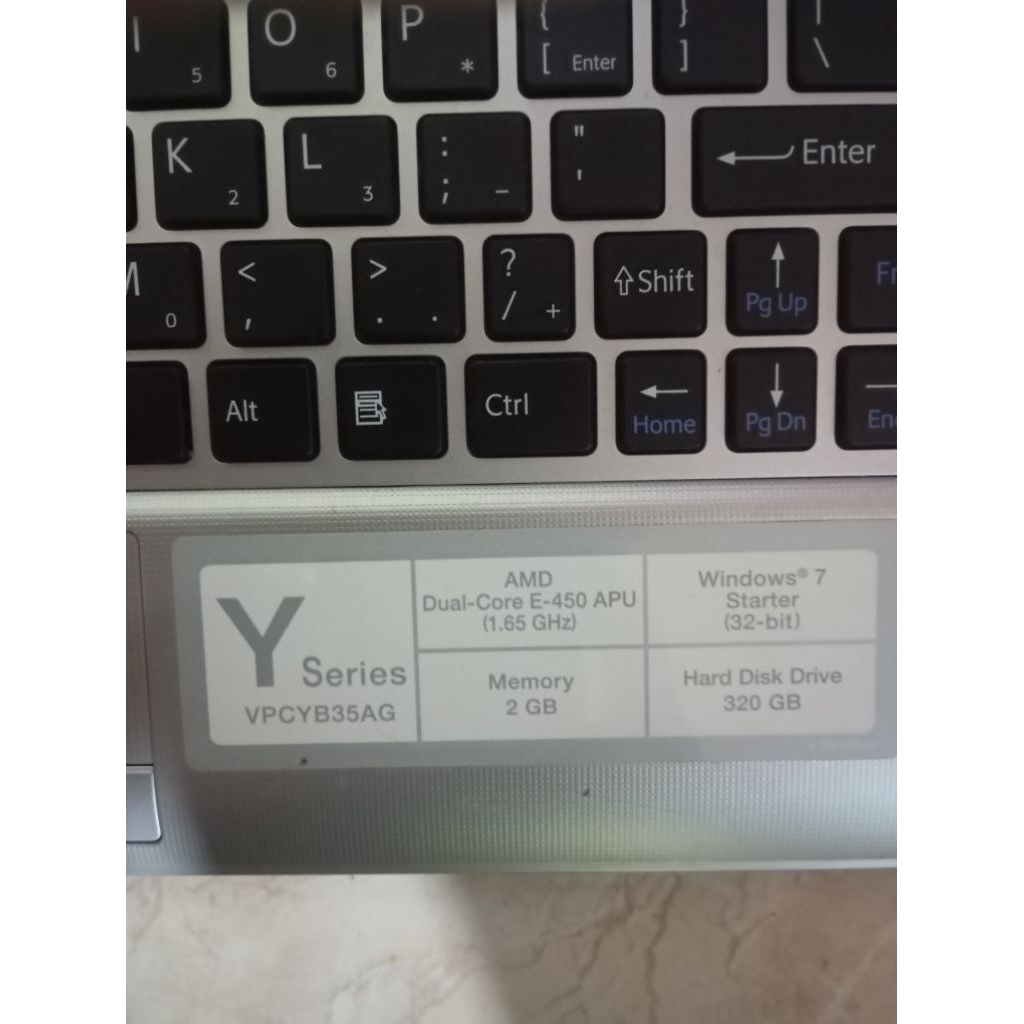 I 5 O 6 P * { [ Enter } ] | \
K 2 L 3 : ; _ " ' Enter
M 0 < , > . . ? / + Shift Pg Up
Alt Ctrl Home Pg Dn
Y Series
VPCYB35AG
AMD
Dual-Core E-450 APU
(1.65 GHz)
Windows® 7
Starter
(32-bit)
Memory
2 GB
Hard Disk Drive
320 GB